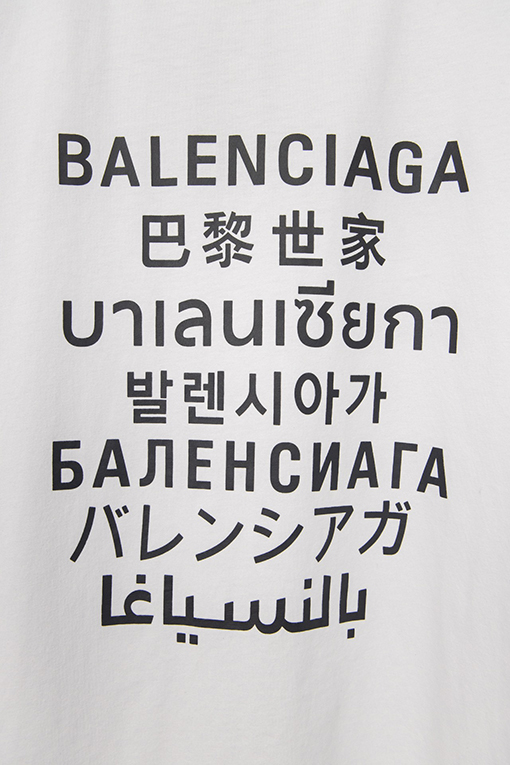 BALENCIAGA
巴黎世家
บาเลนเซียกา
발렌시아가
БАЛЕНСИАГА
バレンシアガ
بالنسياغا